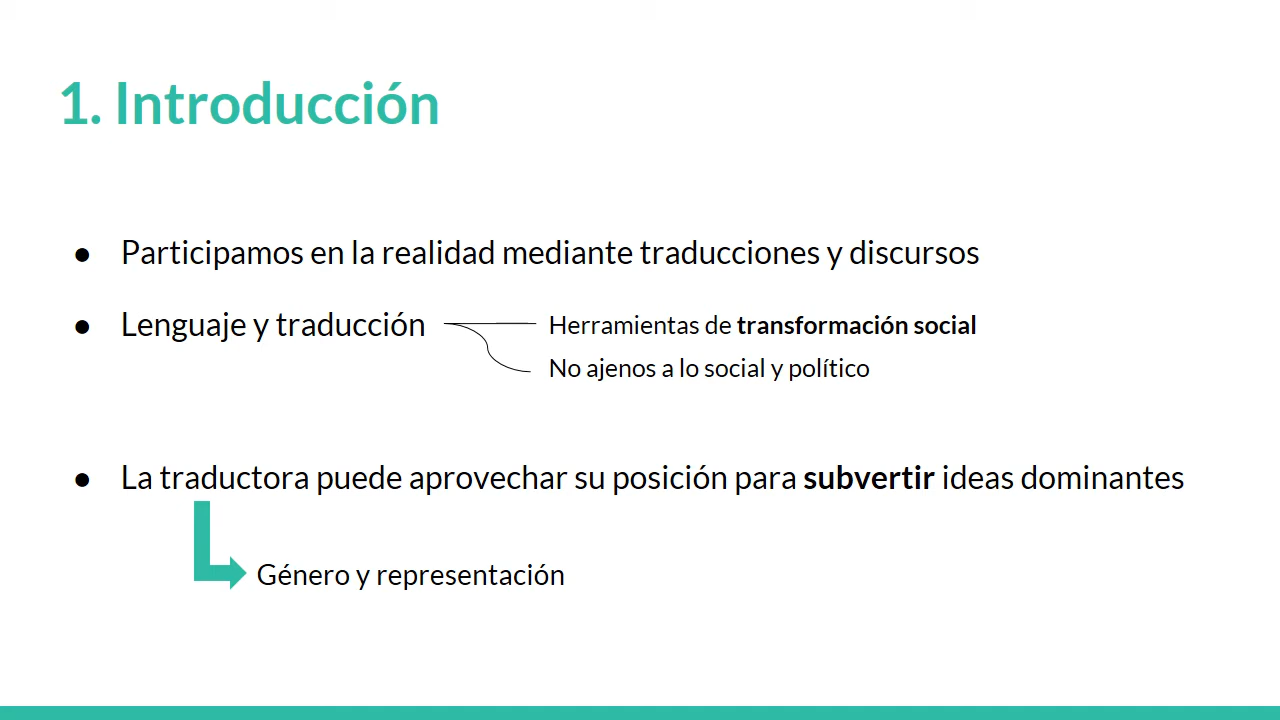 1. Introducción
● Participamos en la realidad mediante traducciones y discursos
● Lenguaje y traducción
Herramientas de transformación social
No ajenos a lo social y político
● La traductora puede aprovechar su posición para subvertir ideas dominantes
Género y representación